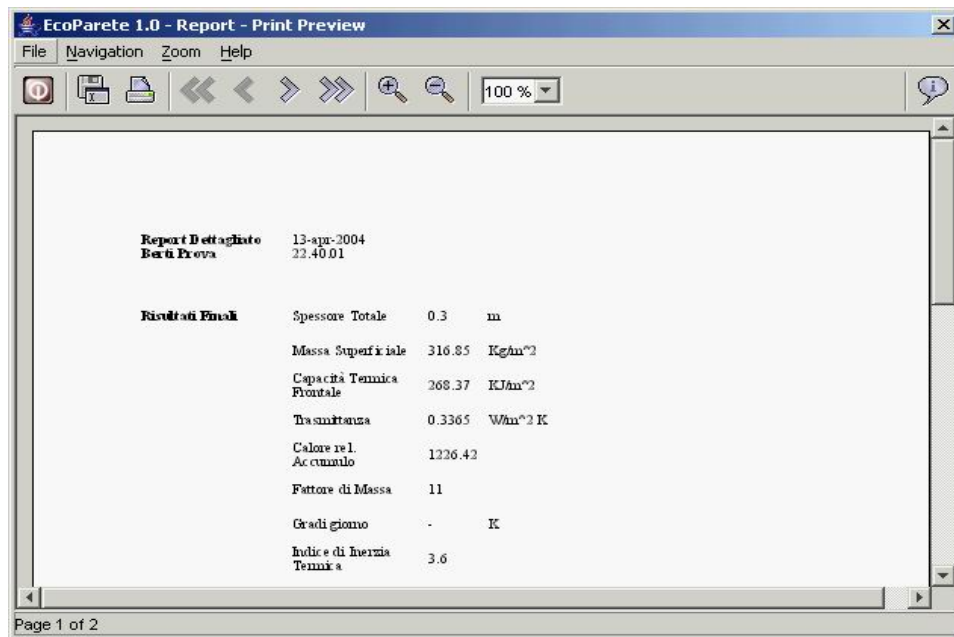 EcoParete 1.0 - Report - Print Preview
File Navigation Zoom Help
100 %
Report Dettagliato 13-apr-2004
Berti Prova 22.40.01
Risultati Finali Spessore Totale 0.3 m
Massa Superficiale 316.85 Kg/m^2
Capacità Termica
Frontale 268.37 KJ/m^2
Trasmittanza 0.3365 W/m^2 K
Calore rel.
Accumulo 1226.42
Fattore di Massa 11
Gradi giorno - K
Indice di Inerzia
Termica 3.6
Page 1 of 2